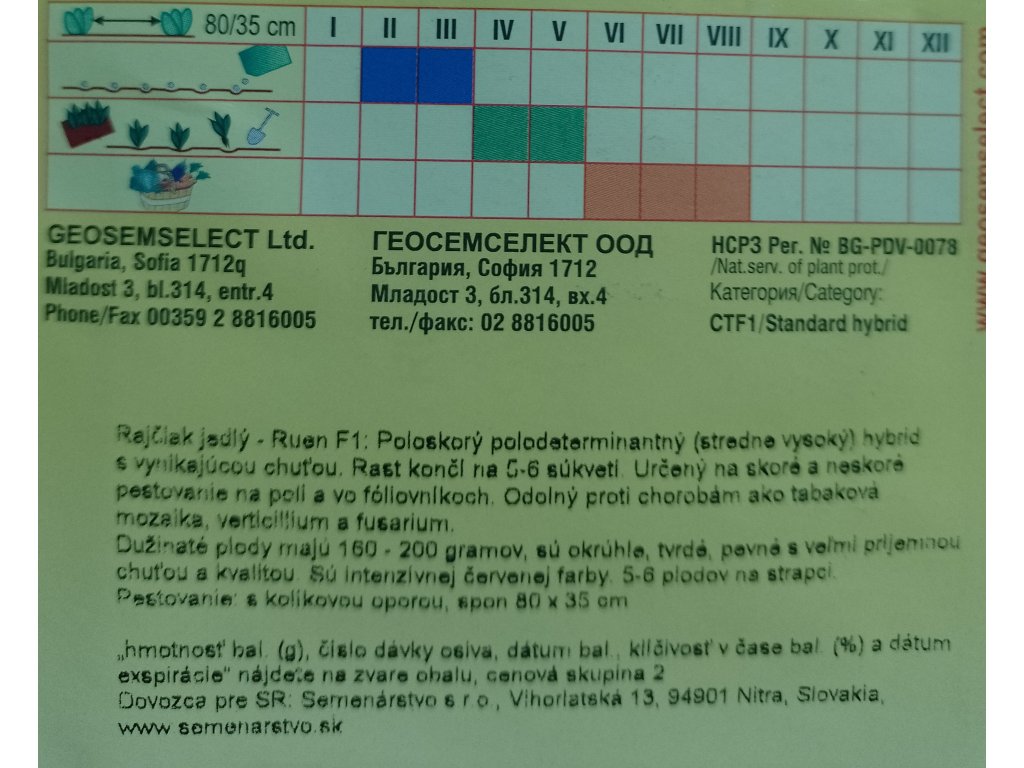 80/35 cm I II III IV V VI VII VIII IX X XI XII
GEOSEMSELECT Ltd.
Bulgaria, Sofia 1712q
Mladost 3, bl.314, entr.4
Phone/Fax 00359 2 8816005
ГЕОСЕМСЕЛЕКТ ООД
България, София 1712
Младост 3, бл.314, вх.4
тел./факс: 02 8816005
НСРЗ Рег. № BG-PDV-0078
/Nat.serv. of plant prot./
Категория/Category:
CTF1/Standard hybrid
www.geosemselect.com
Rajčiak jedlý - Ruen F1: Poloskorý polodeterminantný (stredne vysoký) hybrid
s vynikajúcou chuťou. Rast končí na 5-6 súkvetí. Určený na skoré a neskoré
pestovanie na poli a vo fóliovníkoch. Odolný proti chorobám ako tabaková
mozaika, verticillium a fusarium.
Dužinaté plody majú 160 - 200 gramov, sú okrúhle, tvrdé, pevné s veľmi príjemnou
chuťou a kvalitou. Sú intenzívnej červenej farby. 5-6 plodov na strapci.
Pestovanie: s kolíkovou oporou, spon 80 x 35 cm
„hmotnosť bal. (g), číslo dávky osiva, dátum bal., klíčivosť v čase bal. (%) a dátum
exspirácie" nájdete na zvare obalu, cenová skupina 2
Dovozca pre SR: Semenárstvo s r o , Vihorlatská 13, 94901 Nitra, Slovakia,
www.semenarstvo.sk